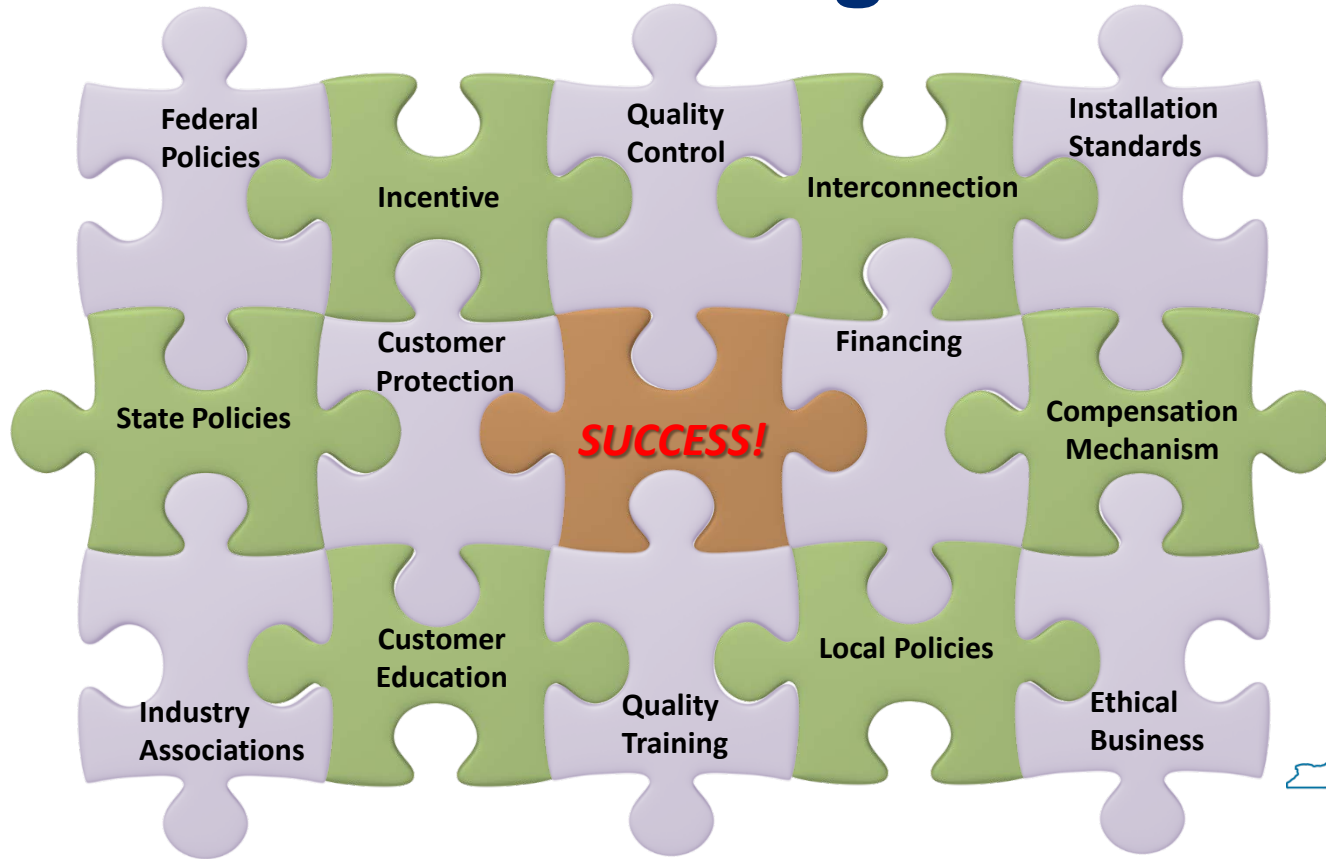 Federal
Policies
Incentive
Quality
Control
Interconnection
Installation
Standards
State Policies
Customer
Protection
SUCCESS!
Financing
Compensation
Mechanism
Industry
Associations
Customer
Education
Quality
Training
Local Policies
Ethical
Business